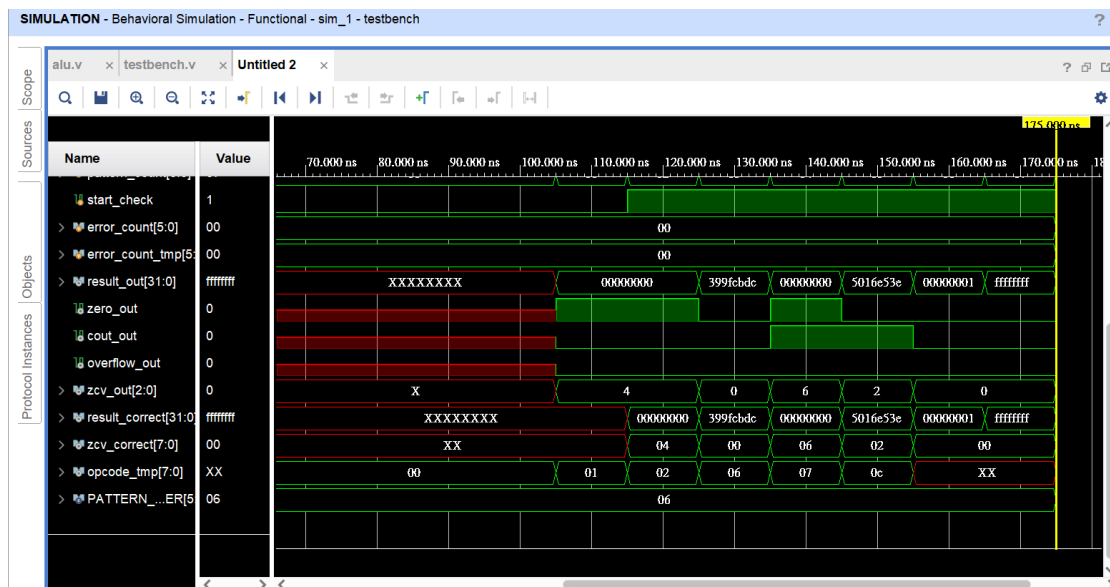 SIMULATION - Behavioral Simulation - Functional - sim_1 - testbench ?
Scope
Sources
Objects
Protocol Instances
alu.v × testbench.v × Untitled 2 ×
?
175.000 ns
Name Value
70.000 ns 80.000 ns 90.000 ns 100.000 ns 110.000 ns 120.000 ns 130.000 ns 140.000 ns 150.000 ns 160.000 ns 170.000 ns 18
start_check 1
error_count[5:0] 00 00
error_count_tmp[5: 00 00
result_out[31:0] ffffffff XXXXXXXX 00000000 399fcbdc 00000000 5016e53e 00000001 ffffffff
zero_out 0
cout_out 0
overflow_out 0
zcv_out[2:0] 0 X 4 0 6 2 0
result_correct[31:0] ffffffff XXXXXXXX 00000000 399fcbdc 00000000 5016e53e 00000001 ffffffff
zcv_correct[7:0] 00 XX 04 00 06 02 00
opcode_tmp[7:0] XX 00 01 02 06 07 0c XX
PATTERN_...ER[5 06 06